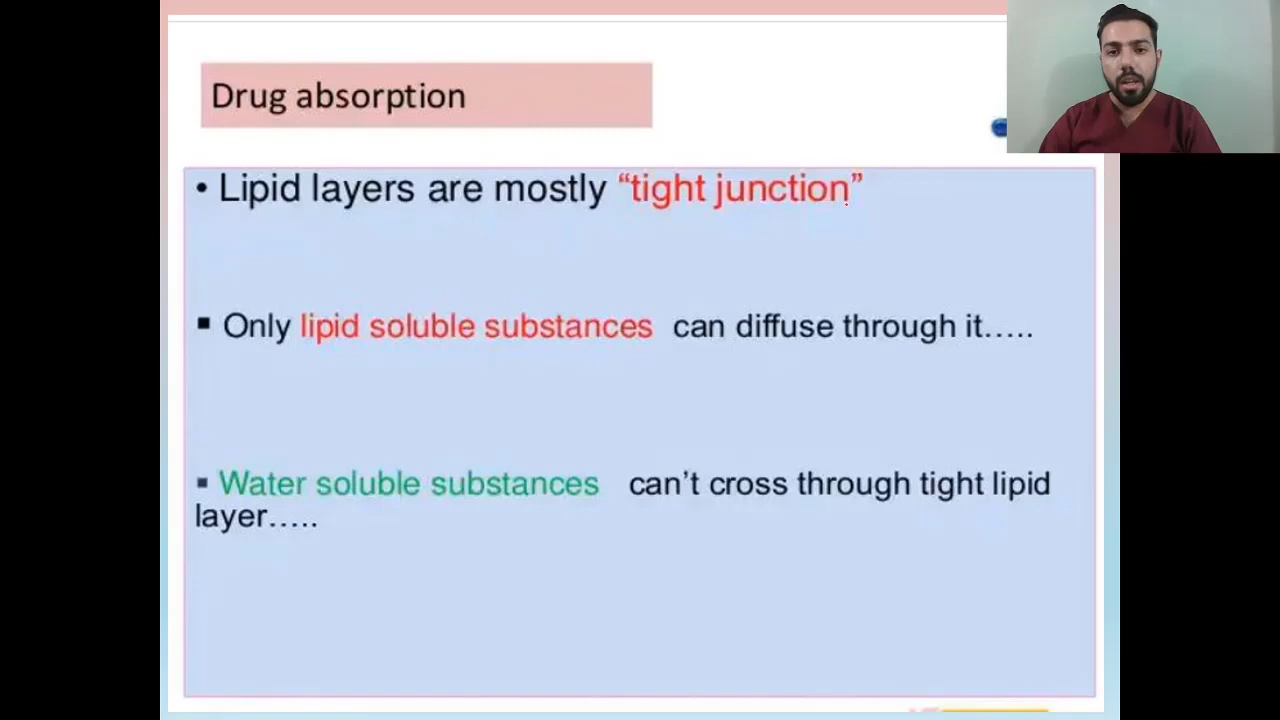 Drug absorption
• Lipid layers are mostly “tight junction”
▪ Only lipid soluble substances can diffuse through it…..
▪ Water soluble substances can’t cross through tight lipid
layer…..